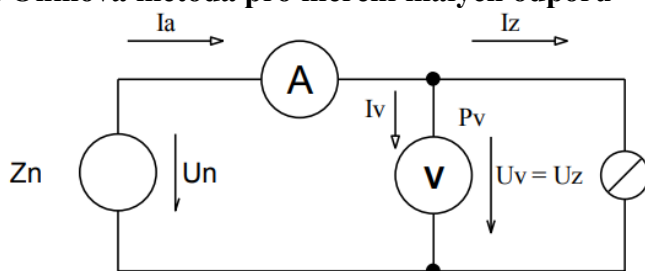 Ohmova metoda pro měření malých odporů
Ia
Iz
A
Iv
Pv
Zn
Un
V
Uv = Uz